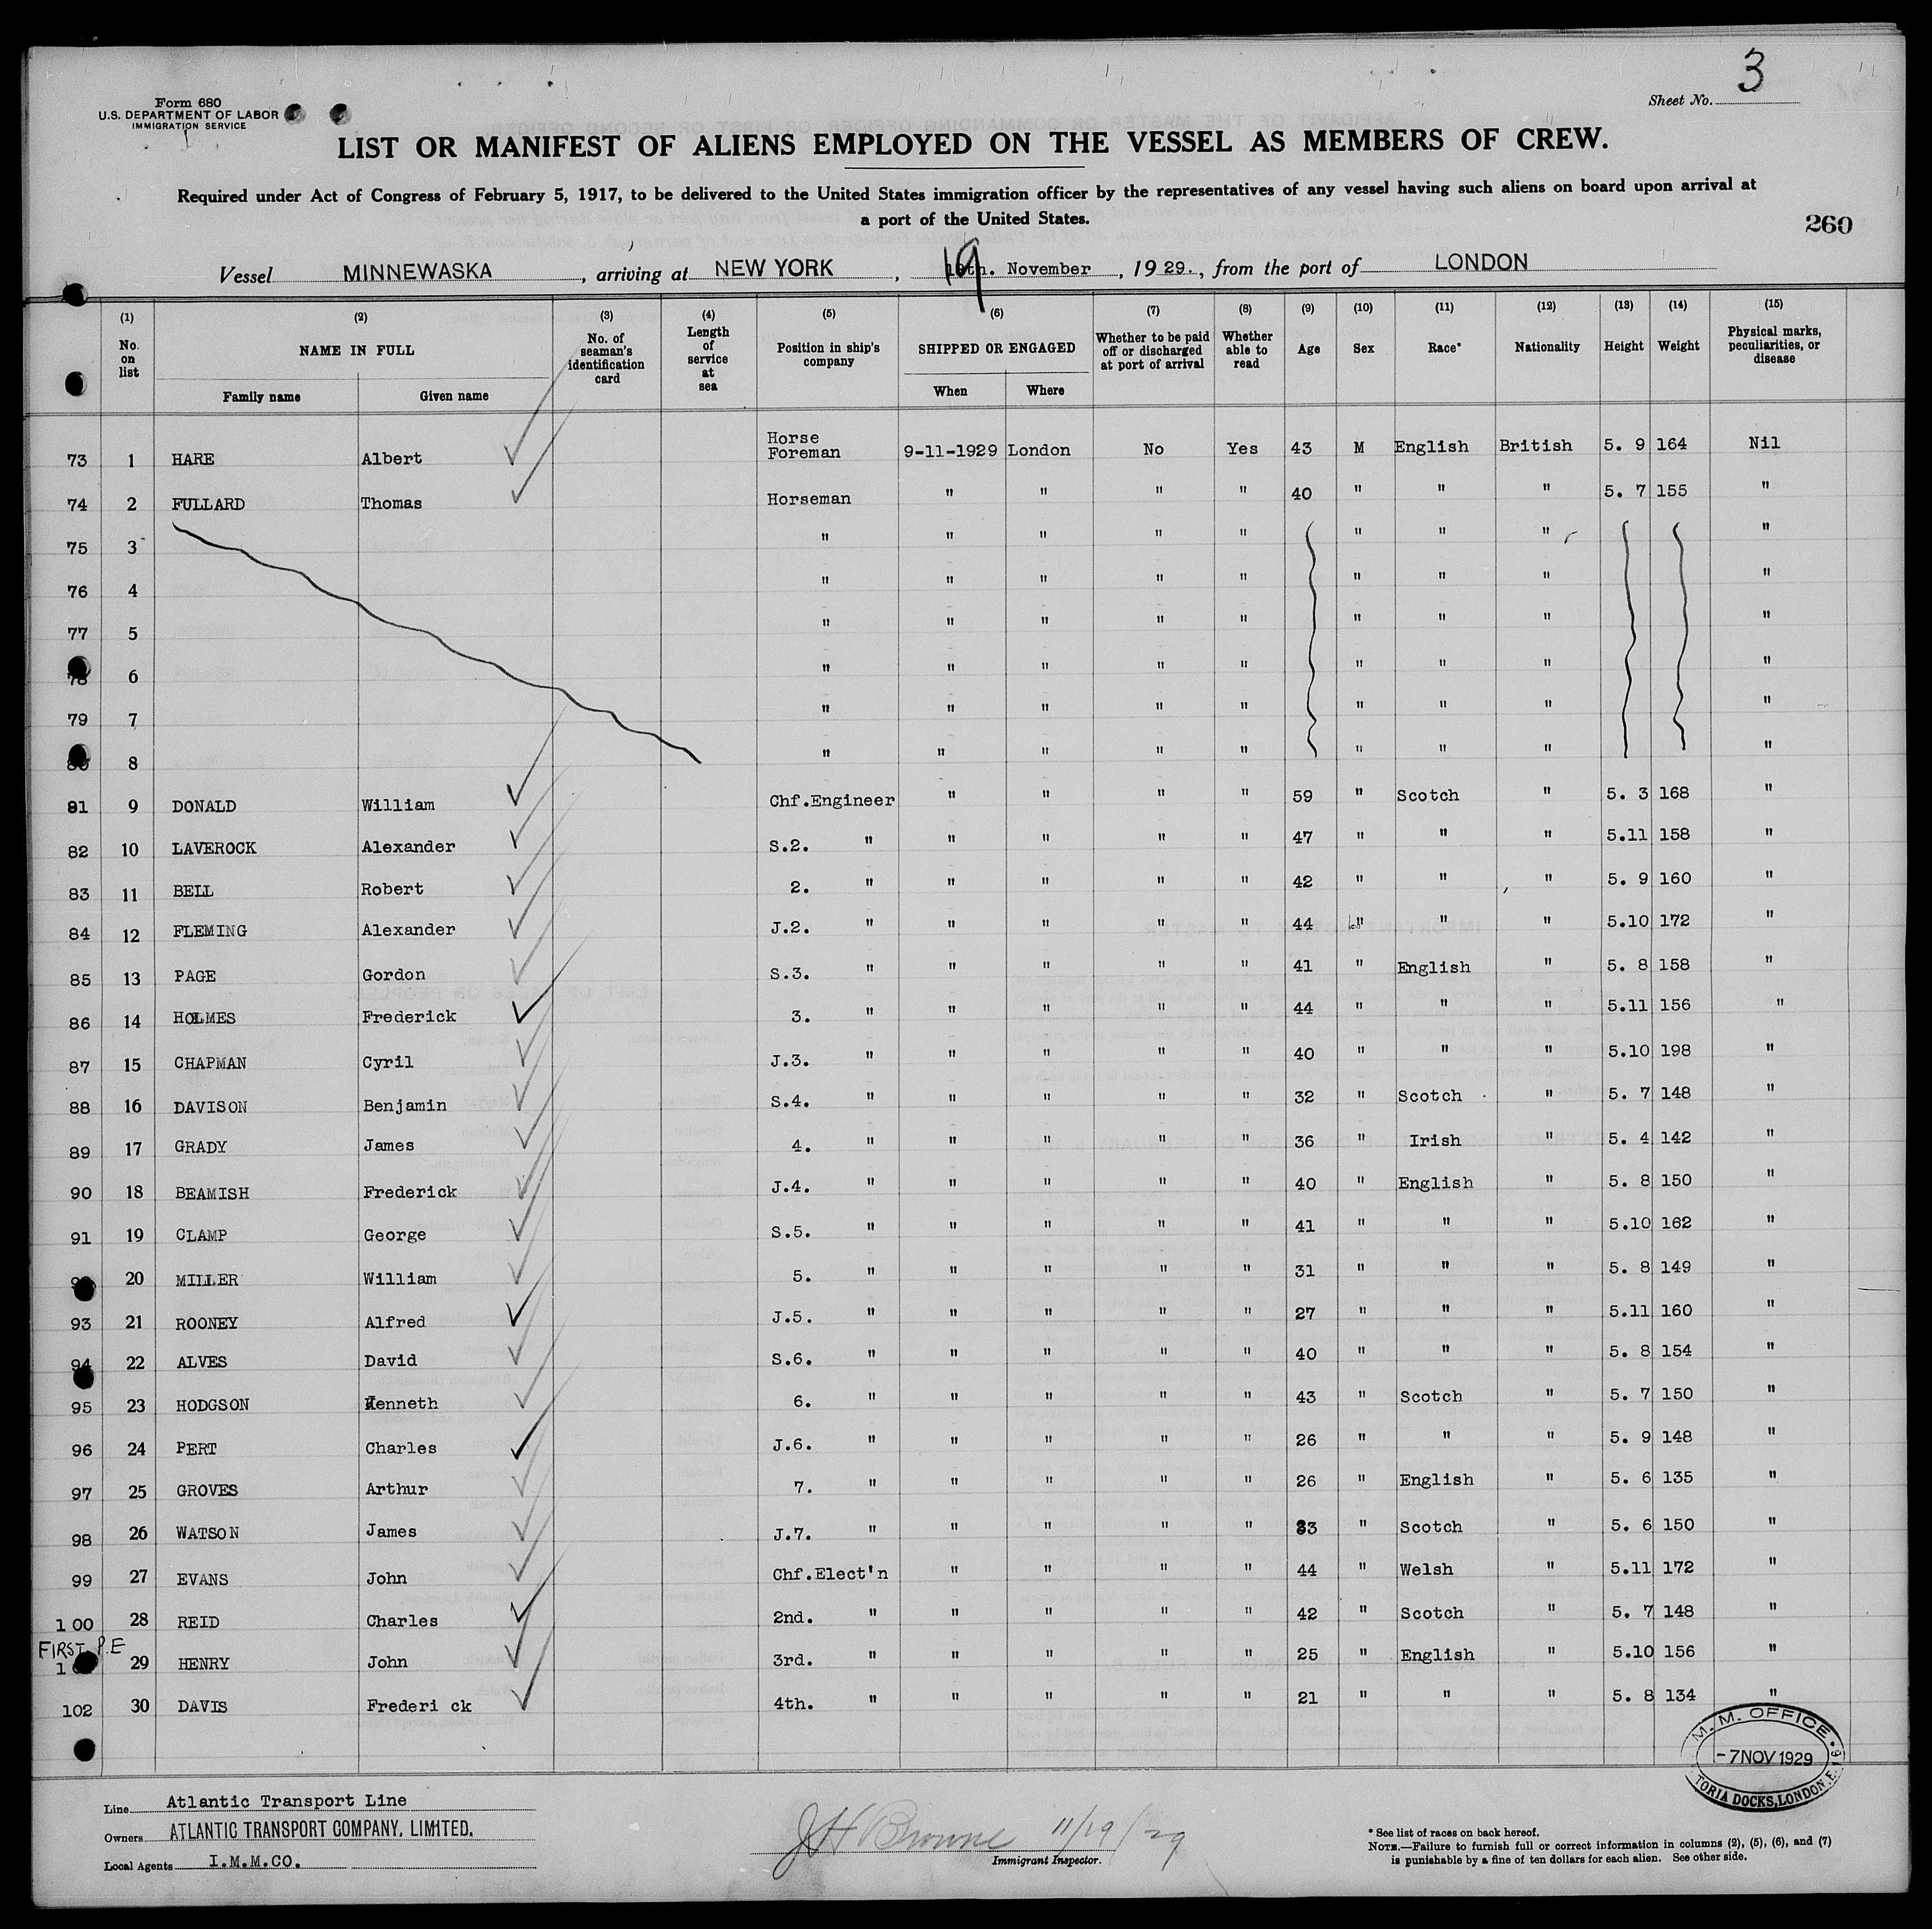 3
Form 680
U.S. DEPARTMENT OF LABOR
IMMIGRATION SERVICE
Sheet No.
LIST OR MANIFEST OF ALIENS EMPLOYED ON THE VESSEL AS MEMBERS OF CREW.
Required under Act of Congress of February 5, 1917, to be delivered to the United States immigration officer by the representatives of any vessel having such aliens on board upon arrival at
a port of the United States.
260
Vessel MINNEWASKA, arriving at NEW YORK, 19 November, 1929., from the port of LONDON
(1) (2) (3) (4) (5) (6) (7) (8) (9) (10) (11) (12) (13) (14) (15)
No. on list NAME IN FULL No. of seaman's identification card Length of service at sea Position in ship's company SHIPPED OR ENGAGED Whether to be paid off or discharged at port of arrival Whether able to read Age Sex Race* Nationality Height Weight Physical marks, peculiarities, or disease
Family name Given name When Where
73 1 HARE Albert Horse Foreman 9-11-1929 London No Yes 43 M English British 5. 9 164 Nil
74 2 FULLARD Thomas Horseman " " " " 40 " " " 5. 7 155 "
75 3 " " " " " " " " "
76 4 " " " " " " " " "
77 5 " " " " " " " " "
78 6 " " " " " " " " "
79 7 " " " " " " " " "
80 8 " " " " " " " " "
81 9 DONALD William Chf.Engineer " " " " 59 " Scotch " 5. 3 168 "
82 10 LAVEROCK Alexander S.2. " " " " " 47 " " " 5.11 158 "
83 11 BELL Robert 2. " " " " " 42 " " " 5. 9 160 "
84 12 FLEMING Alexander J.2. " " " " " 44 " " " 5.10 172 "
85 13 PAGE Gordon S.3. " " " " " 41 " English " 5. 8 158 "
86 14 HOLMES Frederick 3. " " " " " 44 " " " 5.11 156 "
87 15 CHAPMAN Cyril J.3. " " " " " 40 " " " 5.10 198 "
88 16 DAVISON Benjamin S.4. " " " " " 32 " Scotch " 5. 7 148 "
89 17 GRADY James 4. " " " " " 36 " Irish " 5. 4 142 "
90 18 BEAMISH Frederick J.4. " " " " " 40 " English " 5. 8 150 "
91 19 CLAMP George S.5. " " " " " 41 " " " 5.10 162 "
20 MILLER William 5. " " " " " 31 " " " 5. 8 149 "
93 21 ROONEY Alfred J.5. " " " " " 27 " " " 5.11 160 "
94 22 ALVES David S.6. " " " " " 40 " " " 5. 8 154 "
95 23 HODGSON Kenneth 6. " " " " " 43 " Scotch " 5. 7 150 "
96 24 PERT Charles J.6. " " " " " 26 " " " 5. 9 148 "
97 25 GROVES Arthur 7. " " " " " 26 " English " 5. 6 135 "
98 26 WATSON James J.7. " " " " " 33 " Scotch " 5. 6 150 "
99 27 EVANS John Chf.Elect'n " " " " 44 " Welsh " 5.11 172 "
100 28 REID Charles 2nd. " " " " " 42 " Scotch " 5. 7 148 "
FIRST P.E
29 HENRY John 3rd. " " " " " 25 " English " 5.10 156 "
102 30 DAVIS Frederi ck 4th. " " " " " 21 " " " 5. 8 134 "
M. M. OFFICE
-7 NOV 1929
TORIA DOCKS, LONDON. E. 16
Line Atlantic Transport Line
Owners ATLANTIC TRANSPORT COMPANY, LIMITED.
Local Agents I.M.M.CO.
J H Browne 11/19/29
Immigrant Inspector.
* See list of races on back hereof.
NOTE.—Failure to furnish full or correct information in columns (2), (5), (6), and (7)
is punishable by a fine of ten dollars for each alien. See other side.